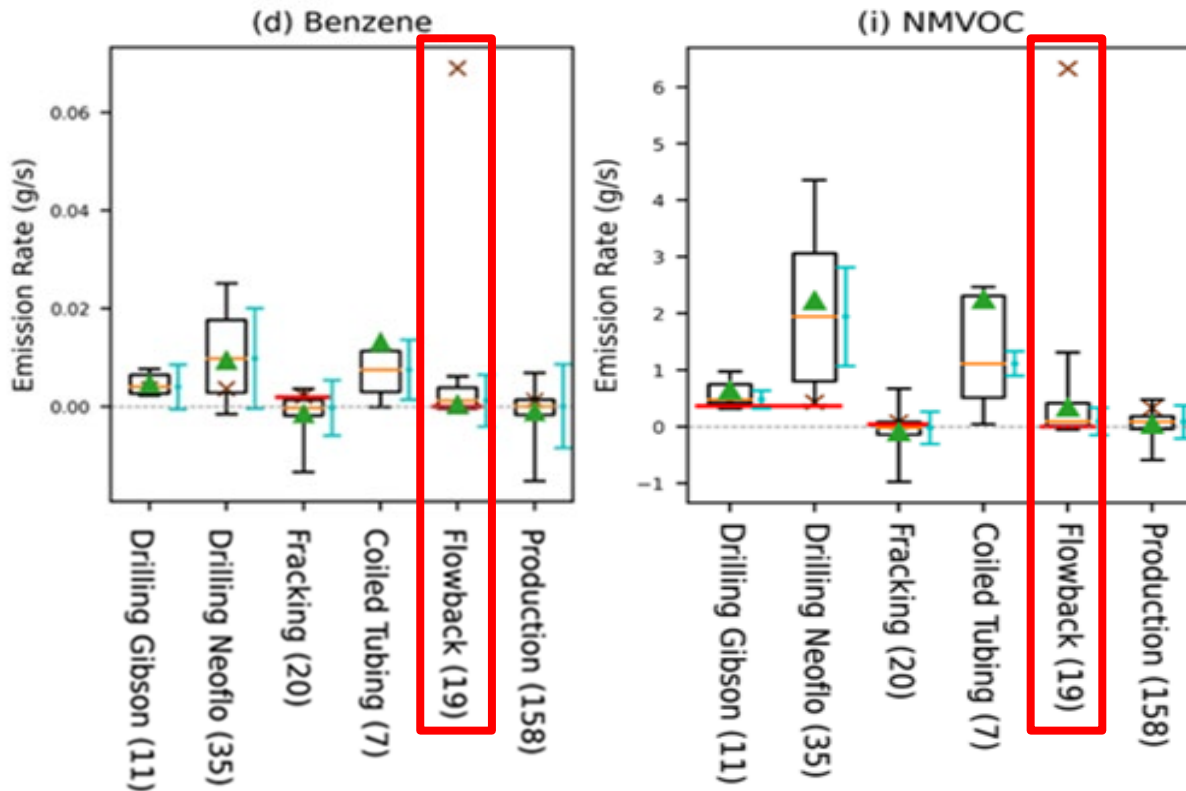 (d) Benzene
Emission Rate (g/s)
0.06
0.04
0.02
0.00
Drilling Gibson (11)
Drilling Neoflo (35)
Fracking (20)
Coiled Tubing (7)
Flowback (19)
Production (158)
(i) NMVOC
Emission Rate (g/s)
6
5
4
3
2
1
0
−1
Drilling Gibson (11)
Drilling Neoflo (35)
Fracking (20)
Coiled Tubing (7)
Flowback (19)
Production (158)